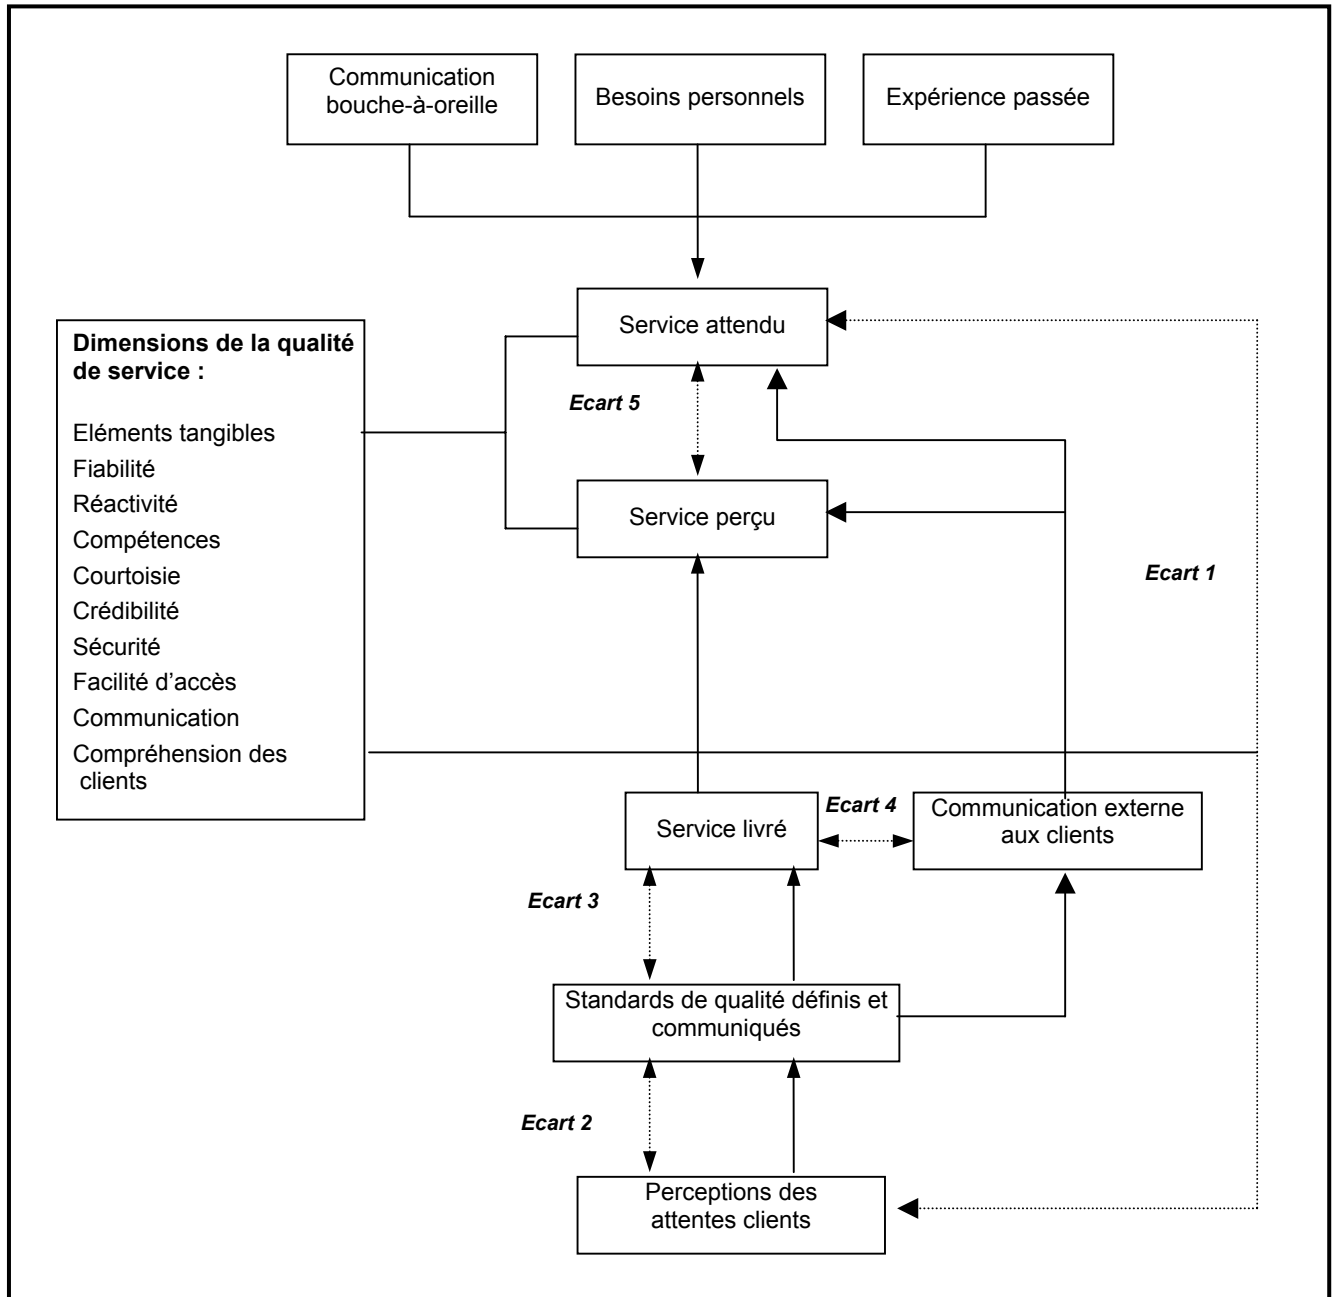 Communication
bouche-à-oreille
Besoins personnels
Expérience passée
Service attendu
Dimensions de la qualité
de service :
Eléments tangibles
Fiabilité
Réactivité
Compétences
Courtoisie
Crédibilité
Sécurité
Facilité d’accès
Communication
Compréhension des
clients
Ecart 5
Service perçu
Ecart 1
Service livré
Ecart 4
Communication externe
aux clients
Ecart 3
Standards de qualité définis et
communiqués
Ecart 2
Perceptions des
attentes clients